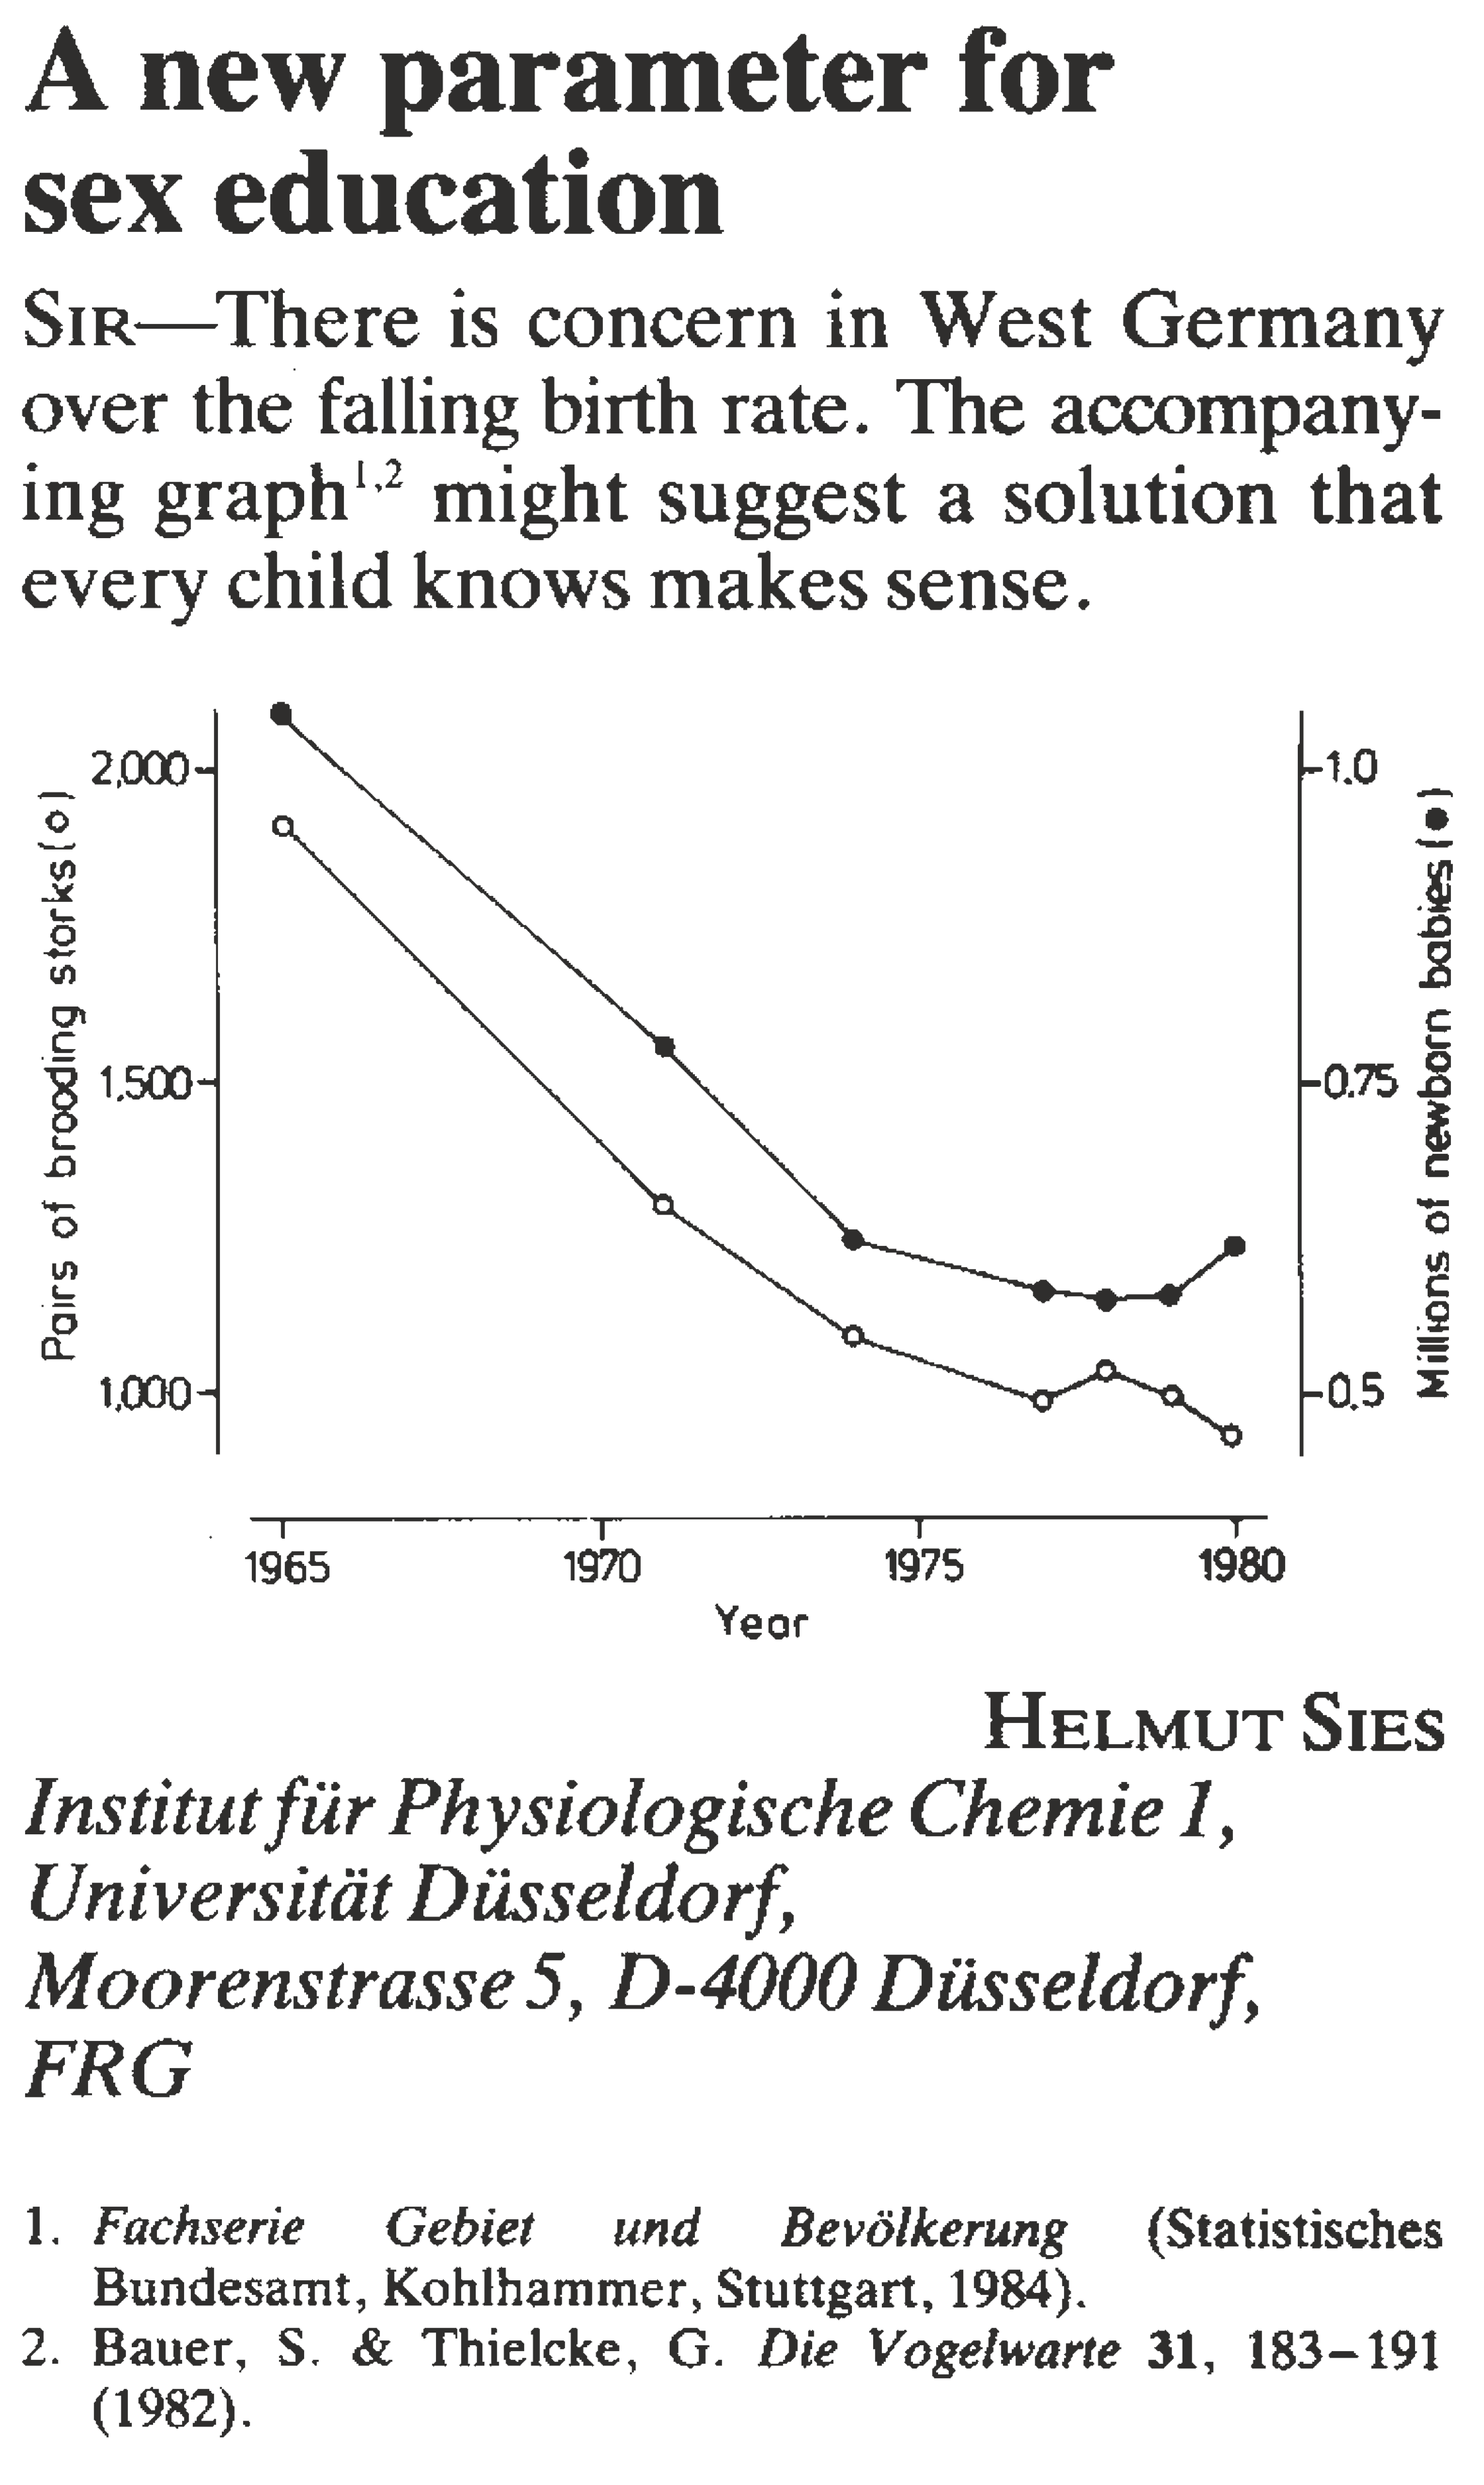 A new parameter for
sex education
SIR—There is concern in West Germany
over the falling birth rate. The accompany-
ing graph1,2 might suggest a solution that
every child knows makes sense.
2,000
1,500
1,000
Pairs of brooding storks(o)
1.0
0.75
0.5
Millions of newborn babies(●)
1965 1970 1975 1980
Year
HELMUT SIES
Institut für Physiologische Chemie 1,
Universität Düsseldorf,
Moorenstrasse 5, D-4000 Düsseldorf,
FRG
1. Fachserie Gebiet und Bevölkerung (Statistisches
Bundesamt, Kohlhammer, Stuttgart, 1984).
2. Bauer, S. & Thielcke, G. Die Vogelwarte 31, 183–191
(1982).